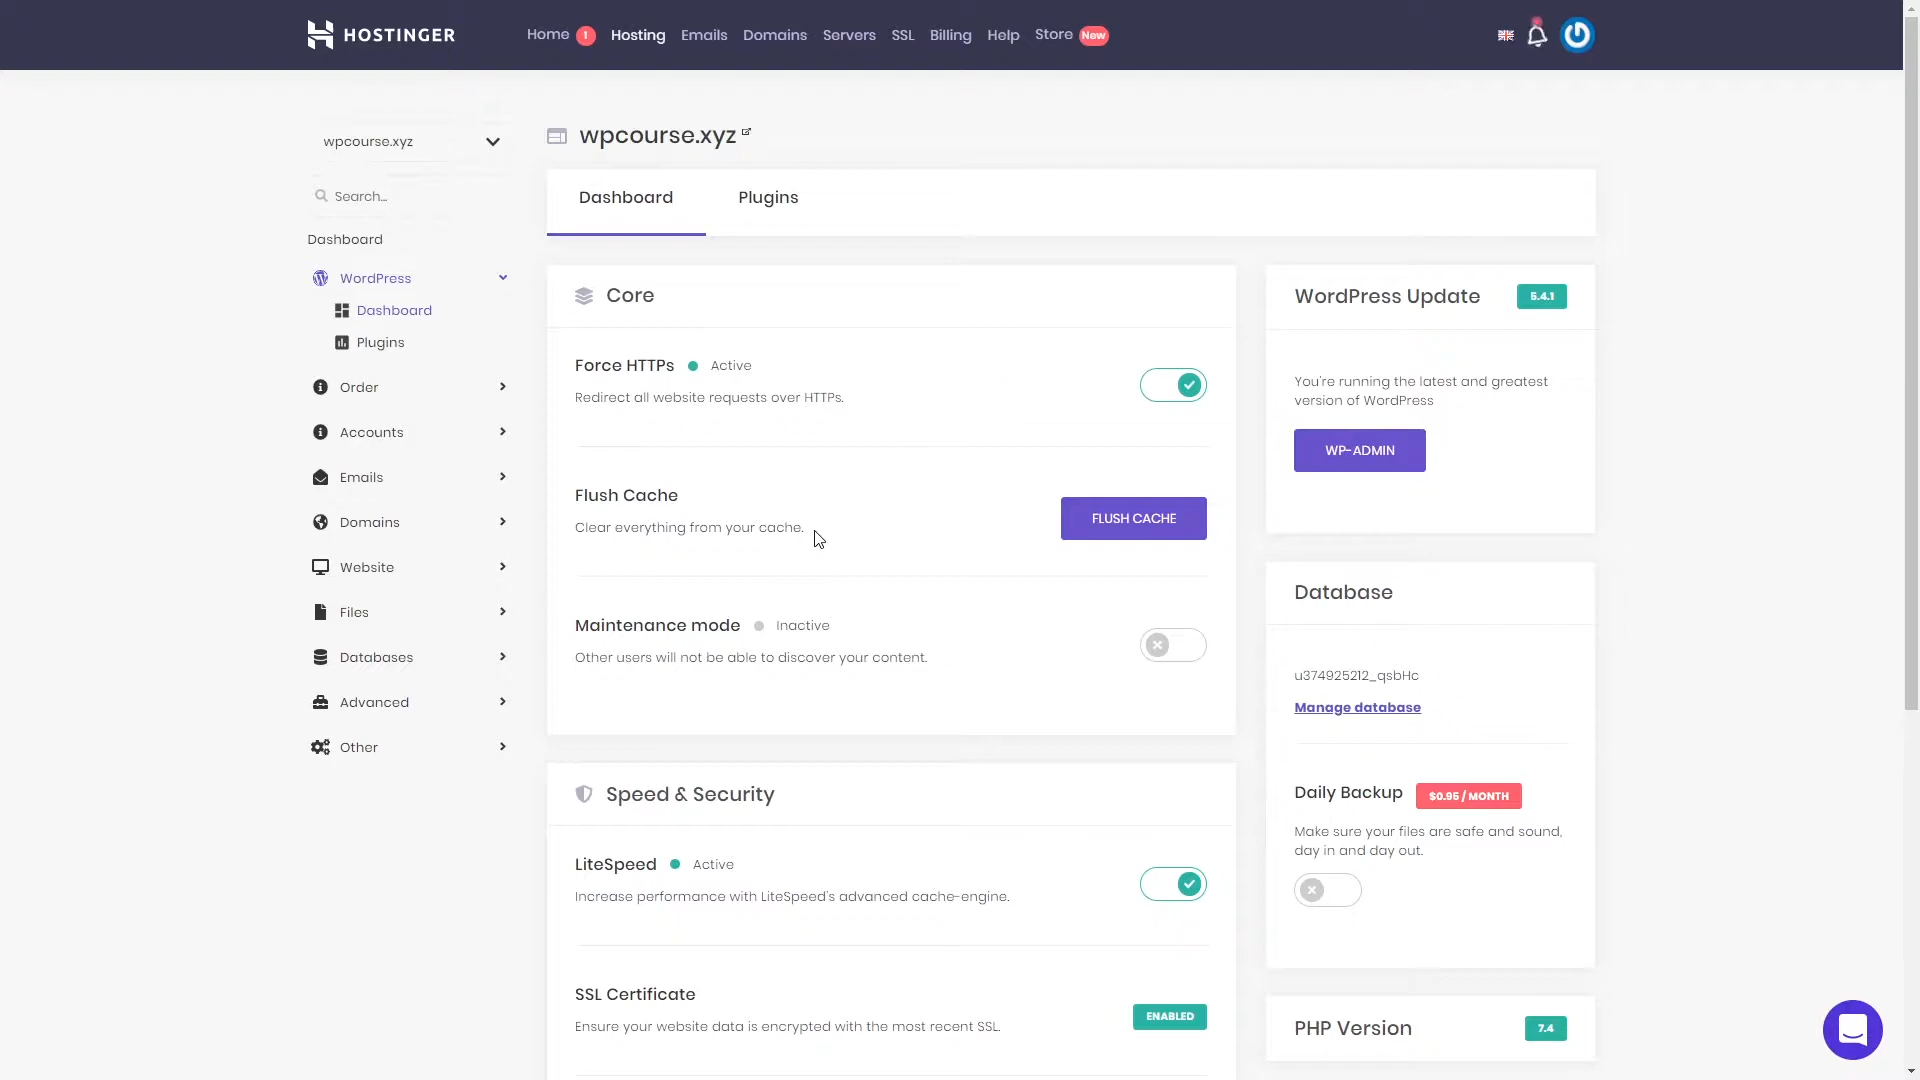 HOSTINGER
Home 1 Hosting Emails Domains Servers SSL Billing Help Store New
wpcourse.xyz
Search...
Dashboard
WordPress
Dashboard
Plugins
Order
Accounts
Emails
Domains
Website
Files
Databases
Advanced
Other
wpcourse.xyz
Dashboard Plugins
Core
Force HTTPs Active
Redirect all website requests over HTTPs.
Flush Cache
Clear everything from your cache.
FLUSH CACHE
Maintenance mode Inactive
Other users will not be able to discover your content.
Speed & Security
LiteSpeed Active
Increase performance with LiteSpeed's advanced cache-engine.
SSL Certificate
Ensure your website data is encrypted with the most recent SSL.
ENABLED
WordPress Update 5.4.1
You're running the latest and greatest
version of WordPress
WP-ADMIN
Database
u374925212_qsbHc
Manage database
Daily Backup $0.95 / MONTH
Make sure your files are safe and sound,
day in and day out.
PHP Version 7.4